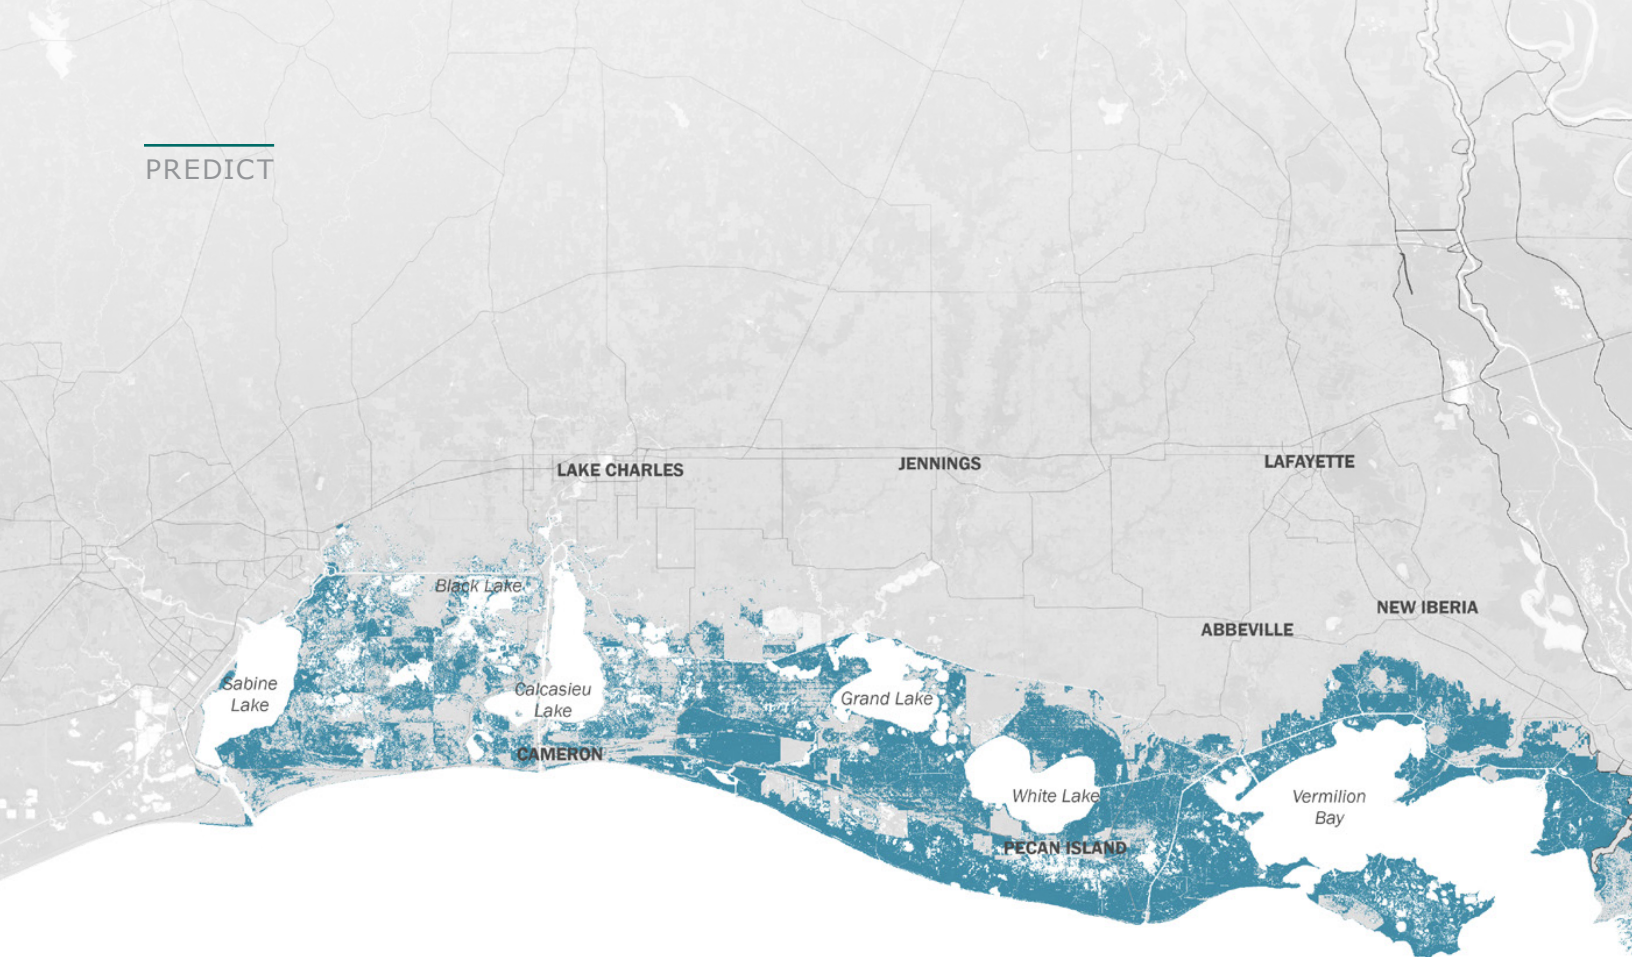 PREDICT
LAKE CHARLES
JENNINGS
LAFAYETTE
Black Lake
NEW IBERIA
ABBEVILLE
Sabine
Lake
Calcasieu
Lake
Grand Lake
CAMERON
White Lake
Vermilion
Bay
PECAN ISLAND